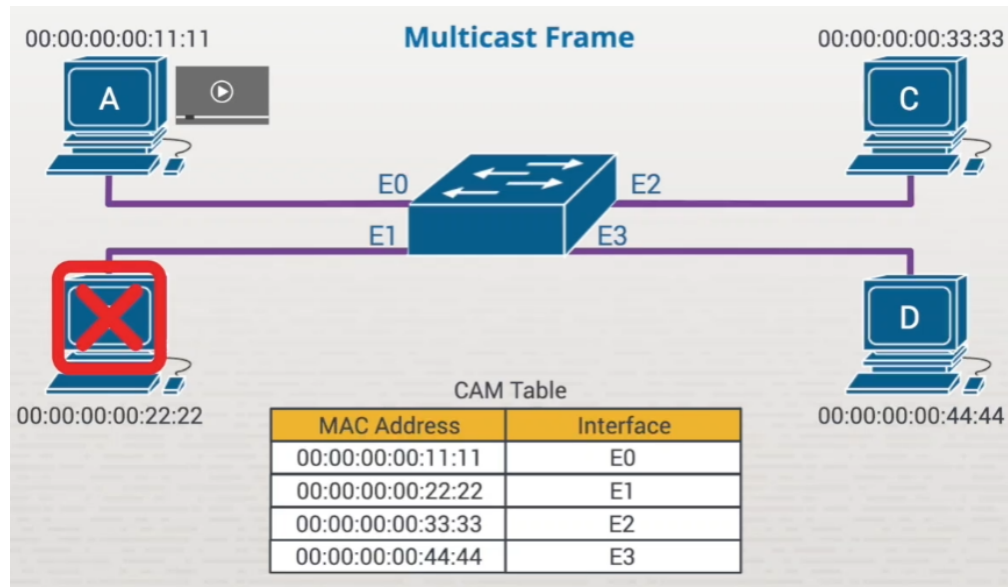 00:00:00:00:11:11
Multicast Frame
00:00:00:00:33:33
A
C
E0
E2
E1
E3
D
00:00:00:00:22:22
CAM Table
00:00:00:00:44:44
MAC Address Interface
00:00:00:00:11:11 E0
00:00:00:00:22:22 E1
00:00:00:00:33:33 E2
00:00:00:00:44:44 E3